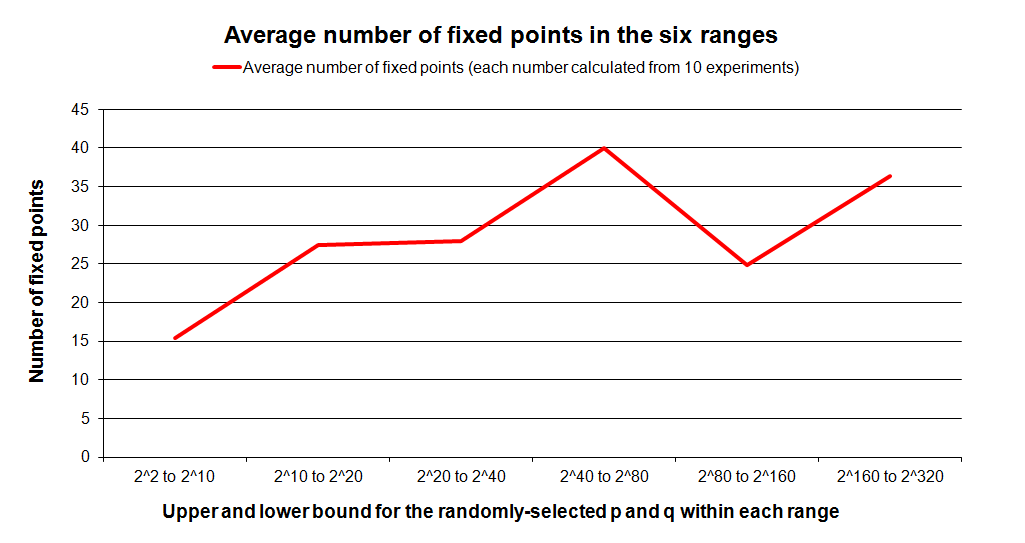 Average number of fixed points in the six ranges
Average number of fixed points (each number calculated from 10 experiments)
Number of fixed points
45
40
35
30
25
20
15
10
5
0
2^2 to 2^10 2^10 to 2^20 2^20 to 2^40 2^40 to 2^80 2^80 to 2^160 2^160 to 2^320
Upper and lower bound for the randomly-selected p and q within each range